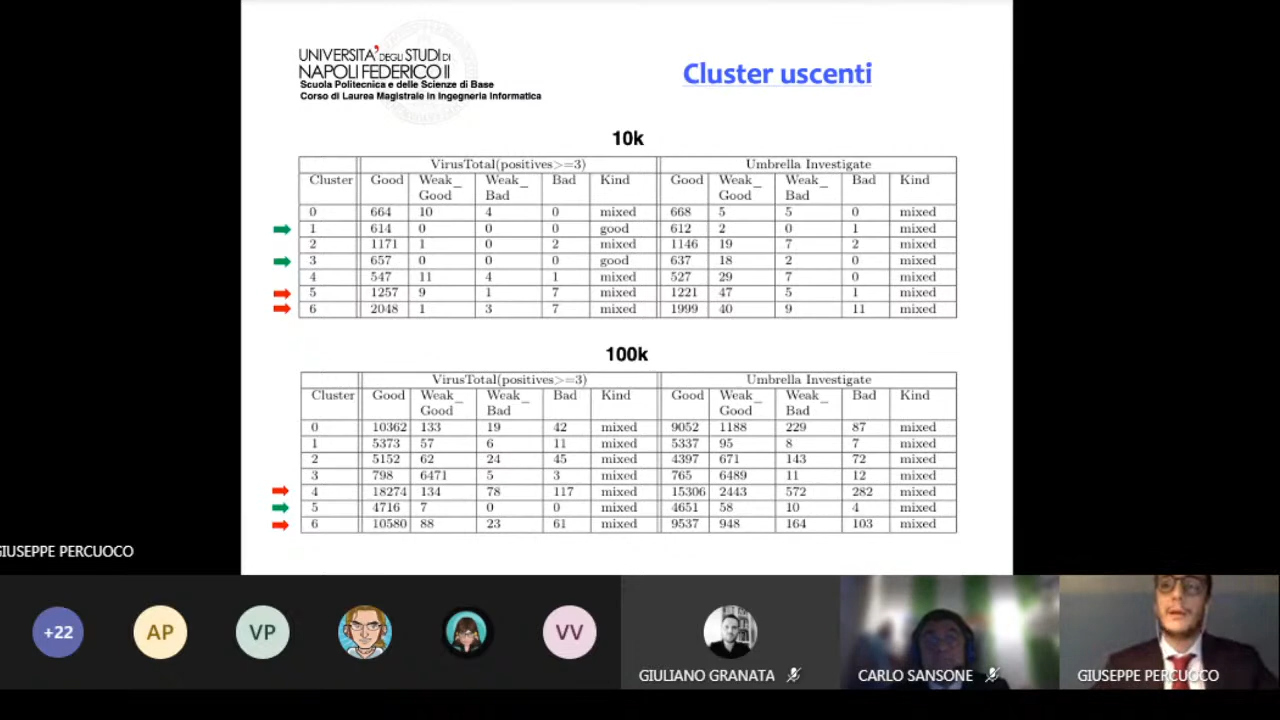 UNIVERSITA' DEGLI STUDI DI
NAPOLI FEDERICO II
Scuola Politecnica e delle Scienze di Base
Corso di Laurea Magistrale in Ingegneria Informatica
Cluster uscenti
10k
VirusTotal(positives>=3) Umbrella Investigate
Cluster Good Weak_ Weak_ Bad Kind Good Weak_ Weak_ Bad Kind
Good Bad Good Bad
0 664 10 4 0 mixed 668 5 5 0 mixed
1 614 0 0 0 good 612 2 0 1 mixed
2 1171 1 0 2 mixed 1146 19 7 2 mixed
3 657 0 0 0 good 637 18 2 0 mixed
4 547 11 4 1 mixed 527 29 7 0 mixed
5 1257 9 1 7 mixed 1221 47 5 1 mixed
6 2048 1 3 7 mixed 1999 40 9 11 mixed
100k
VirusTotal(positives>=3) Umbrella Investigate
Cluster Good Weak_ Weak_ Bad Kind Good Weak_ Weak_ Bad Kind
Good Bad Good Bad
0 10362 133 19 42 mixed 9052 1188 229 87 mixed
1 5373 57 6 11 mixed 5337 95 8 7 mixed
2 5152 62 24 45 mixed 4397 671 143 72 mixed
3 798 6471 5 3 mixed 765 6489 11 12 mixed
4 18274 134 78 117 mixed 15306 2443 572 282 mixed
5 4716 7 0 0 mixed 4651 58 10 4 mixed
6 10580 88 23 61 mixed 9537 948 164 103 mixed
GIUSEPPE PERCUOCO
+22 AP VP VV
GIULIANO GRANATA CARLO SANSONE GIUSEPPE PERCUOCO